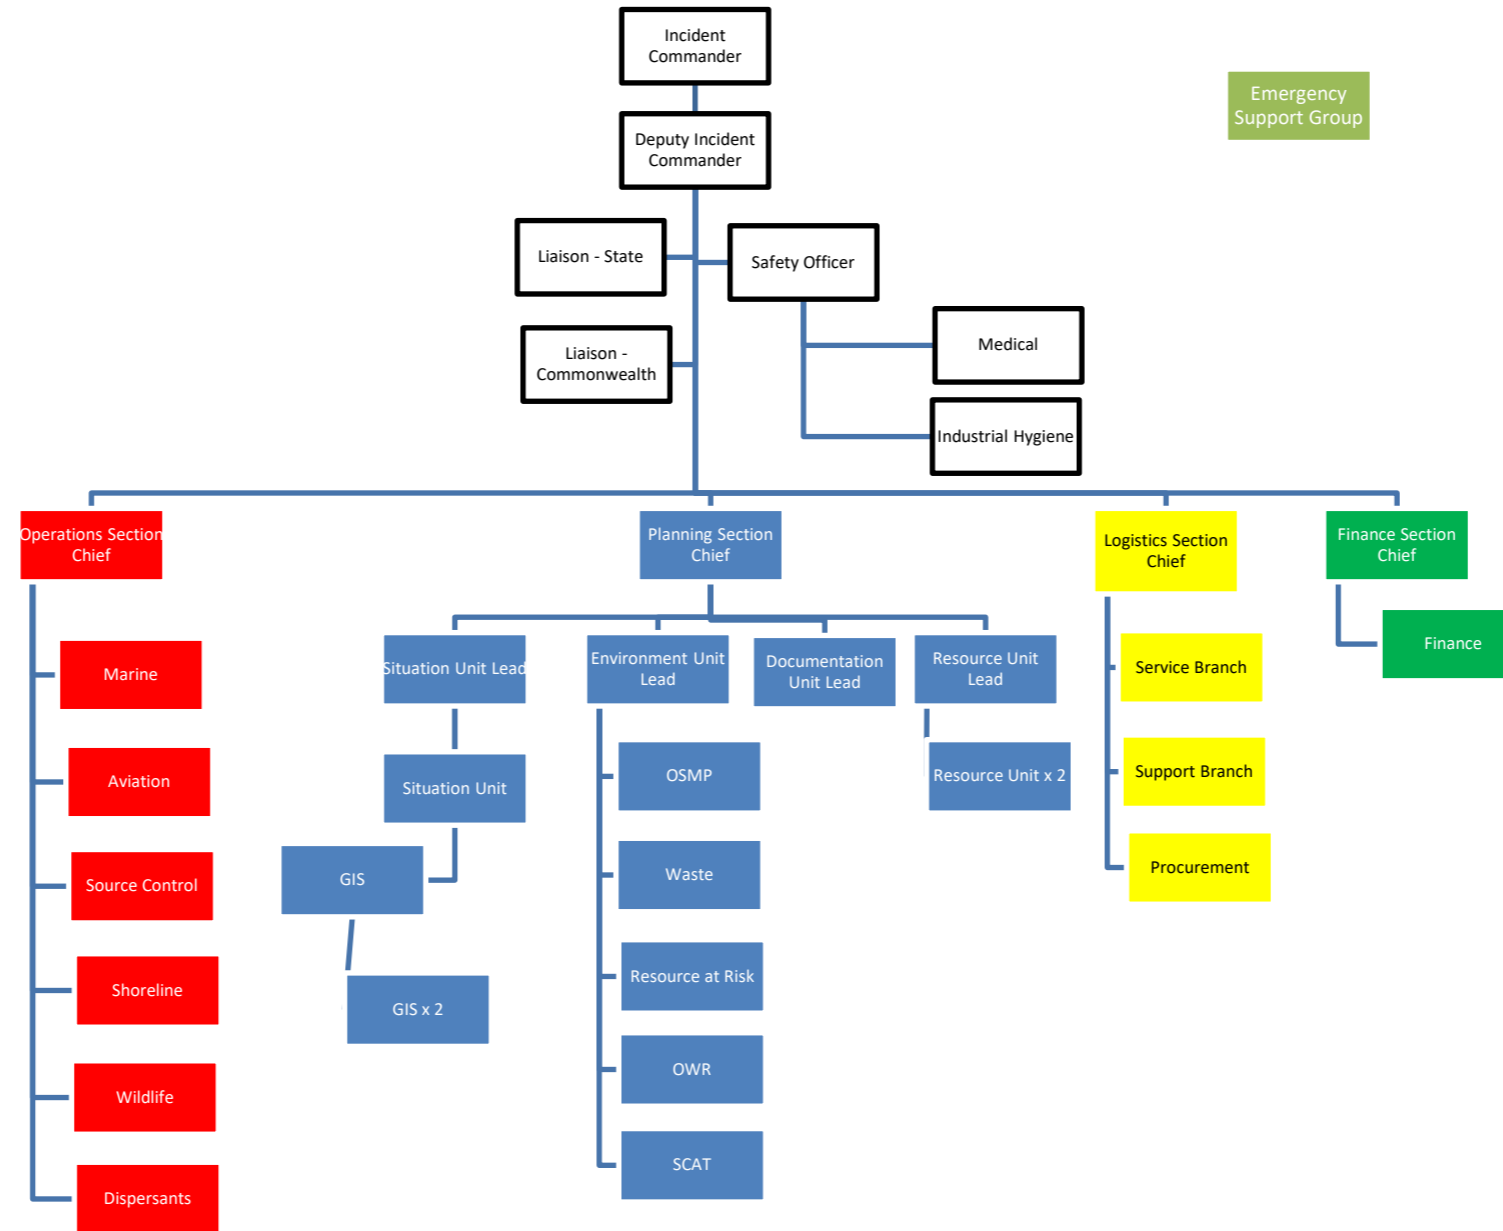 Incident
Commander
Emergency
Support Group
Deputy Incident
Commander
Liaison - State
Safety Officer
Liaison -
Commonwealth
Medical
Industrial Hygiene
Operations Section
Chief
Planning Section
Chief
Logistics Section
Chief
Finance Section
Chief
Marine
Aviation
Source Control
Shoreline
Wildlife
Dispersants
Situation Unit Lead
Situation Unit
GIS
GIS x 2
Environment Unit
Lead
OSMP
Waste
Resource at Risk
OWR
SCAT
Documentation
Unit Lead
Resource Unit
Lead
Resource Unit x 2
Service Branch
Support Branch
Procurement
Finance